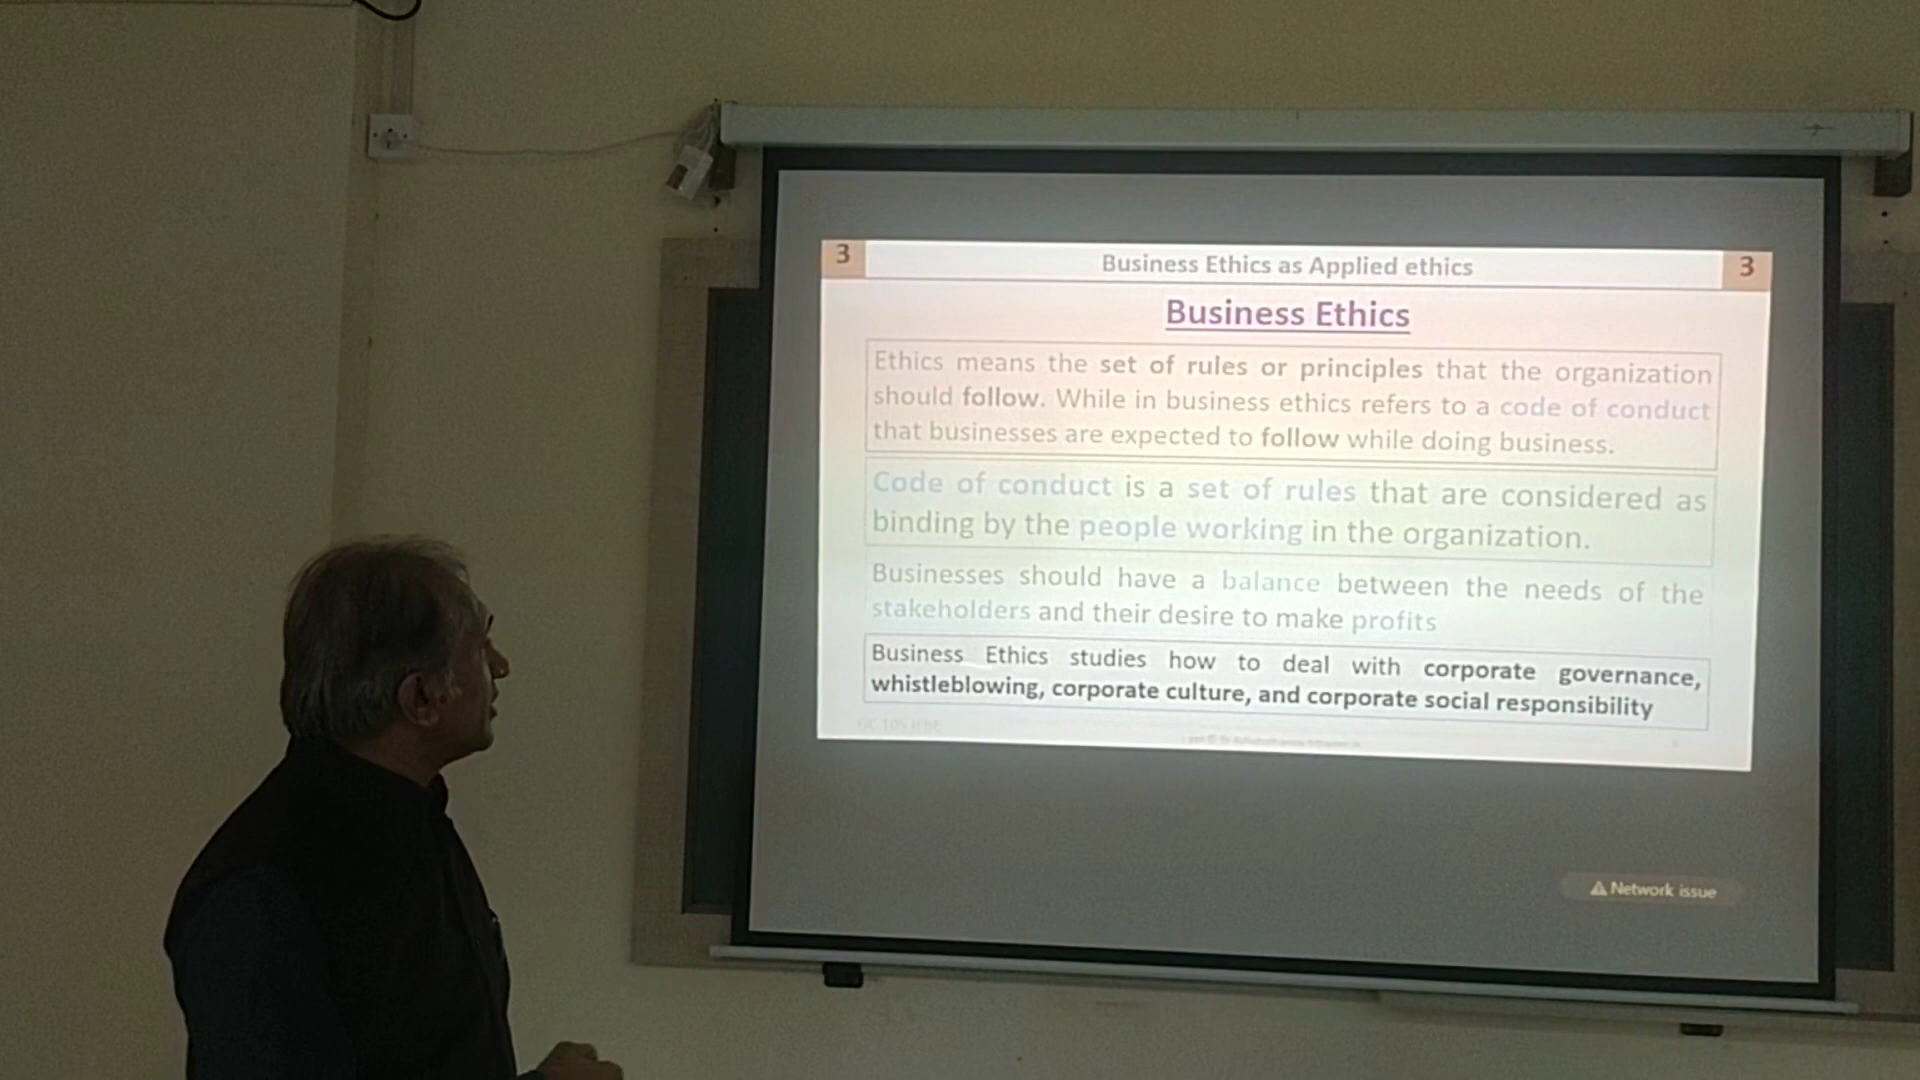 3 Business Ethics as Applied ethics 3
Business Ethics
Ethics means the set of rules or principles that the organization
should follow. While in business ethics refers to a code of conduct
that businesses are expected to follow while doing business.
Code of conduct is a set of rules that are considered as
binding by the people working in the organization.
Businesses should have a balance between the needs of the
stakeholders and their desire to make profits
Business Ethics studies how to deal with corporate governance,
whistleblowing, corporate culture, and corporate social responsibility
Network issue